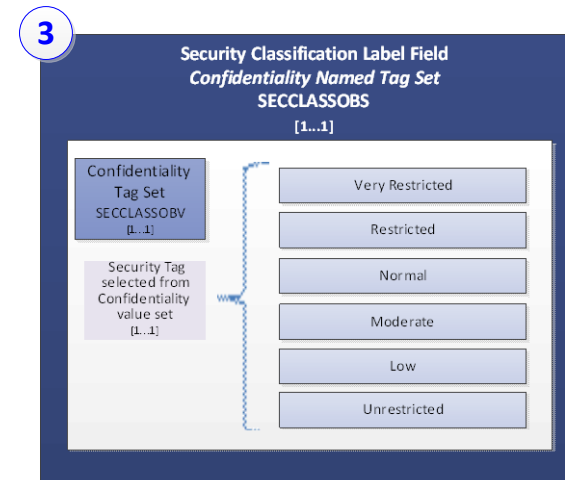 3
Security Classification Label Field
Confidentiality Named Tag Set
SECCLASSOBS
[1...1]
Confidentiality
Tag Set
SECCLASSOBV
[1...1]
Security Tag
selected from
Confidentiality
value set
[1...1]
Very Restricted
Restricted
Normal
Moderate
Low
Unrestricted